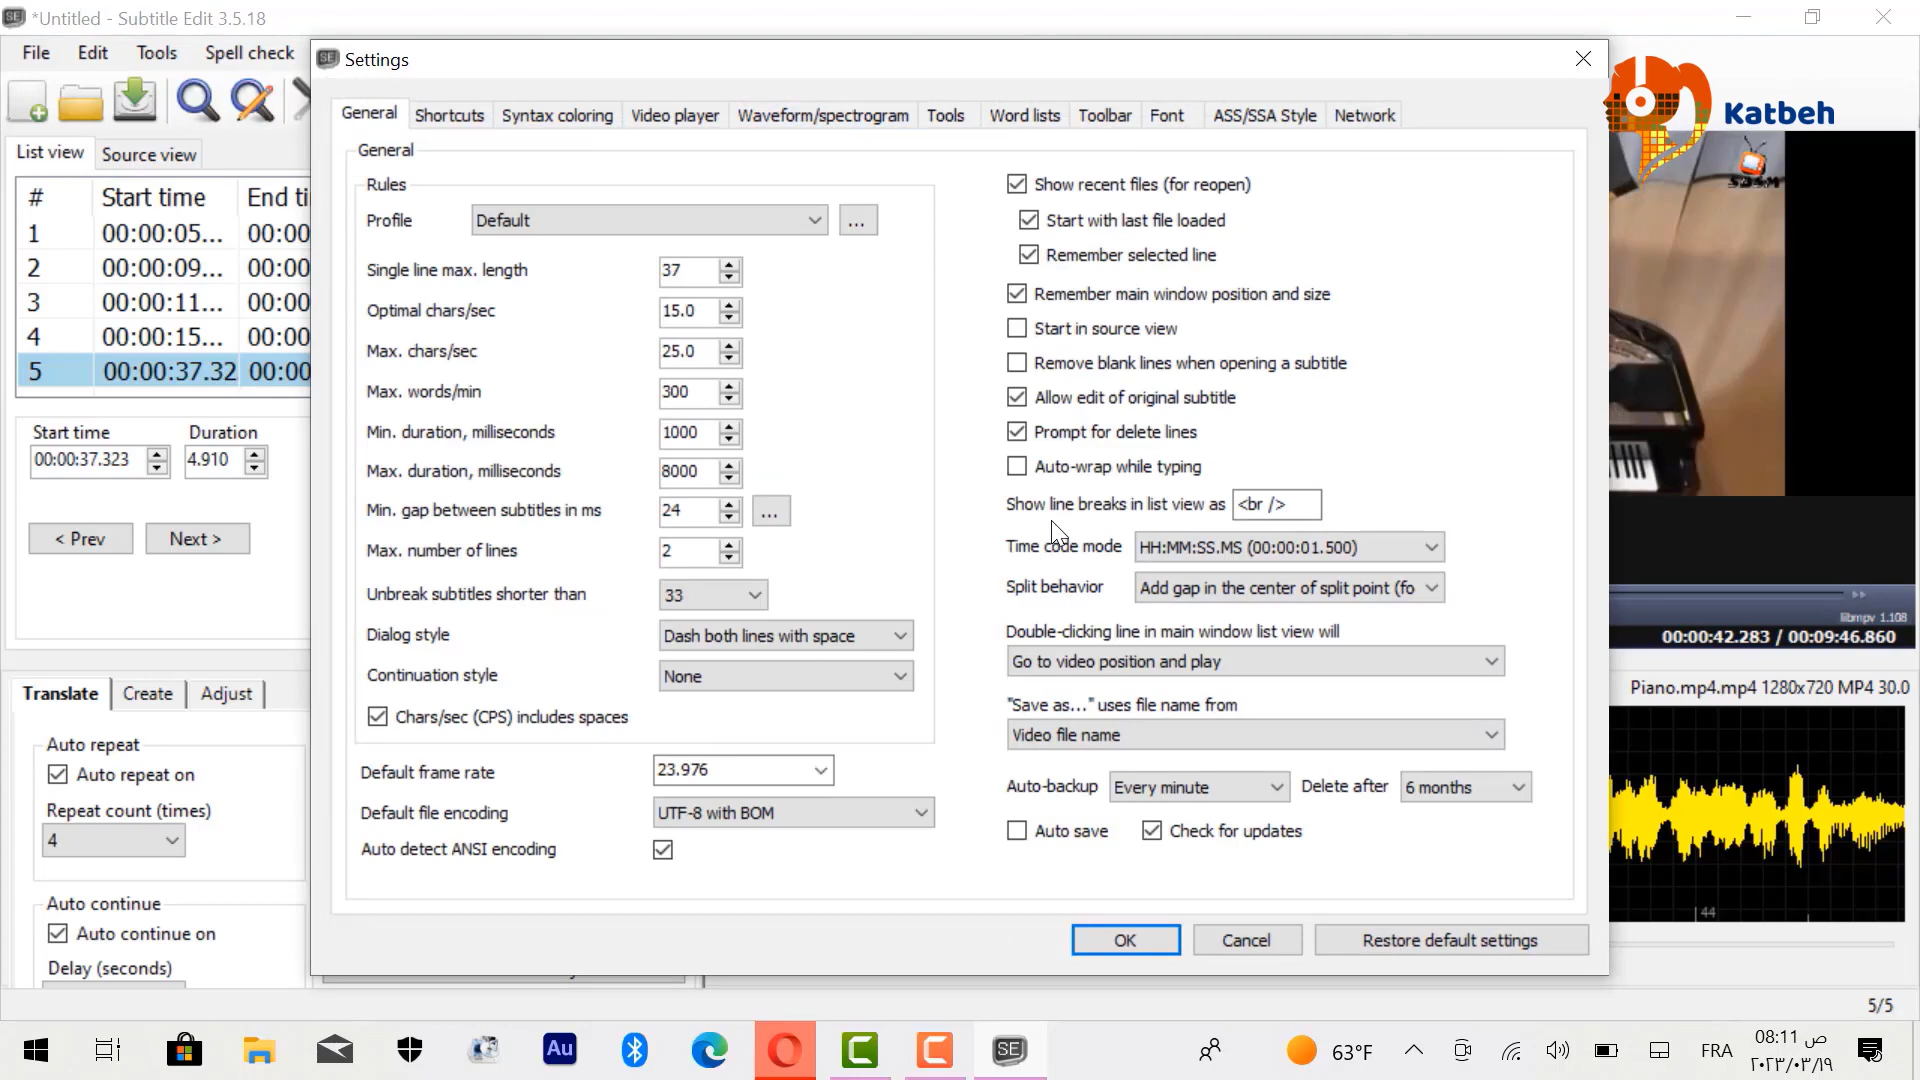 *Untitled - Subtitle Edit 3.5.18
File Edit Tools Spell check
List view Source view
# Start time End ti
1 00:00:05... 00:00
2 00:00:09... 00:00
3 00:00:11... 00:00
4 00:00:15... 00:00
5 00:00:37.32 00:00
Start time Duration
00:00:37.323 4.910
< Prev Next >
Translate Create Adjust
Auto repeat
Auto repeat on
Repeat count (times)
4
Auto continue
Auto continue on
Delay (seconds)
Settings
General Shortcuts Syntax coloring Video player Waveform/spectrogram Tools Word lists Toolbar Font ASS/SSA Style Network
General
Rules
Profile Default ...
Single line max. length 37
Optimal chars/sec 15.0
Max. chars/sec 25.0
Max. words/min 300
Min. duration, milliseconds 1000
Max. duration, milliseconds 8000
Min. gap between subtitles in ms 24 ...
Max. number of lines 2
Unbreak subtitles shorter than 33
Dialog style Dash both lines with space
Continuation style None
Chars/sec (CPS) includes spaces
Default frame rate 23.976
Default file encoding UTF-8 with BOM
Auto detect ANSI encoding
Show recent files (for reopen)
Start with last file loaded
Remember selected line
Remember main window position and size
Start in source view
Remove blank lines when opening a subtitle
Allow edit of original subtitle
Prompt for delete lines
Auto-wrap while typing
Show line breaks in list view as <br />
Time code mode HH:MM:SS.MS (00:00:01.500)
Split behavior Add gap in the center of split point (fo
Double-clicking line in main window list view will
Go to video position and play
"Save as..." uses file name from
Video file name
Auto-backup Every minute Delete after 6 months
Auto save Check for updates
OK Cancel Restore default settings
Katbeh
libmpv 1.108
00:00:42.283 / 00:09:46.860
Piano.mp4.mp4 1280x720 MP4 30.0
44
5/5
Au
SE
63°F
FRA
08:11 ص
٢٠٢٣/٠٣/١٩